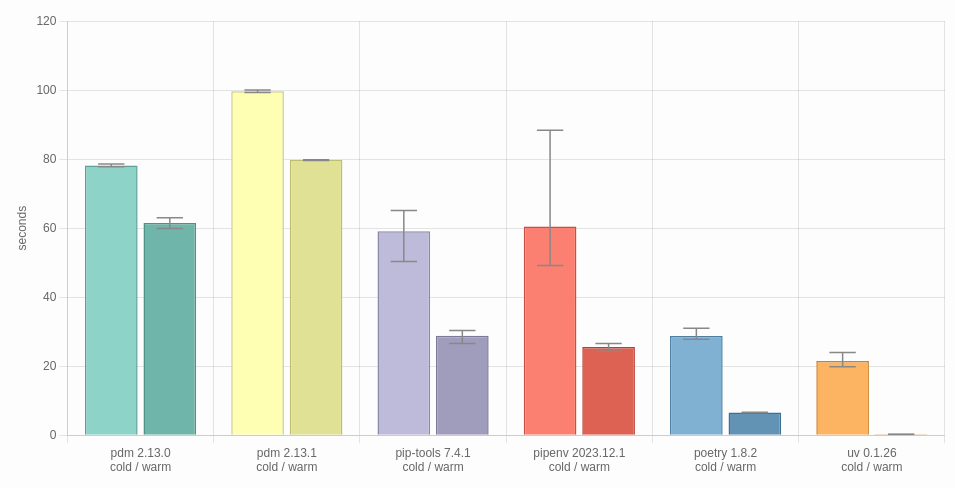 120
100
80
60
40
20
0
seconds
pdm 2.13.0
cold / warm
pdm 2.13.1
cold / warm
pip-tools 7.4.1
cold / warm
pipenv 2023.12.1
cold / warm
poetry 1.8.2
cold / warm
uv 0.1.26
cold / warm